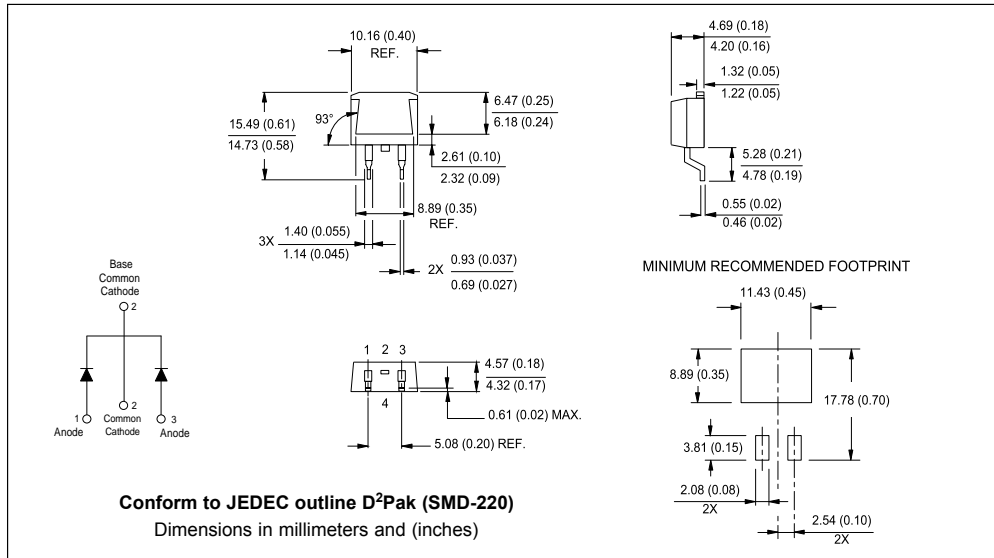 10.16 (0.40)
REF.
15.49 (0.61)
14.73 (0.58)
93°
6.47 (0.25)
6.18 (0.24)
2.61 (0.10)
2.32 (0.09)
8.89 (0.35)
REF.
3X
1.40 (0.055)
1.14 (0.045)
2X
0.93 (0.037)
0.69 (0.027)
4.69 (0.18)
4.20 (0.16)
1.32 (0.05)
1.22 (0.05)
5.28 (0.21)
4.78 (0.19)
0.55 (0.02)
0.46 (0.02)
Base
Common
Cathode
2
1
Anode
2
Common
Cathode
3
Anode
1 2 3
4
4.57 (0.18)
4.32 (0.17)
0.61 (0.02) MAX.
5.08 (0.20) REF.
MINIMUM RECOMMENDED FOOTPRINT
11.43 (0.45)
8.89 (0.35)
17.78 (0.70)
3.81 (0.15)
2.08 (0.08)
2X
2.54 (0.10)
2X
Conform to JEDEC outline D²Pak (SMD-220)
Dimensions in millimeters and (inches)